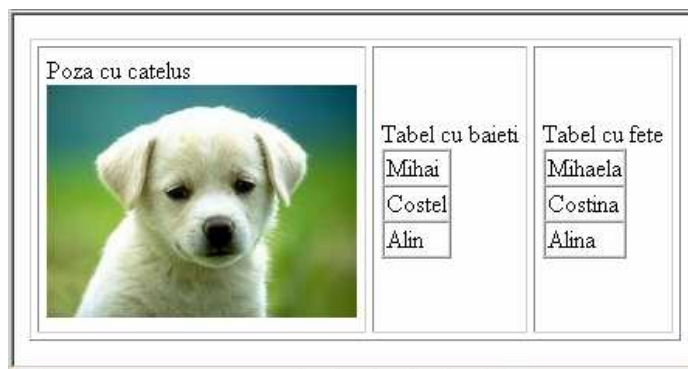 Poza cu catelus
Tabel cu baieti
Mihai
Costel
Alin
Tabel cu fete
Mihaela
Costina
Alina